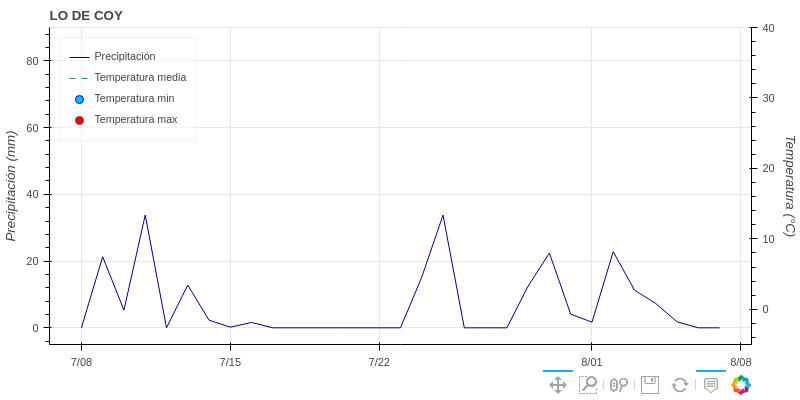 LO DE COY
Precipitación
Temperatura media
Temperatura min
Temperatura max
Precipitación (mm)
80
60
40
20
0
Temperatura (°C)
40
30
20
10
0
7/08
7/15
7/22
8/01
8/08